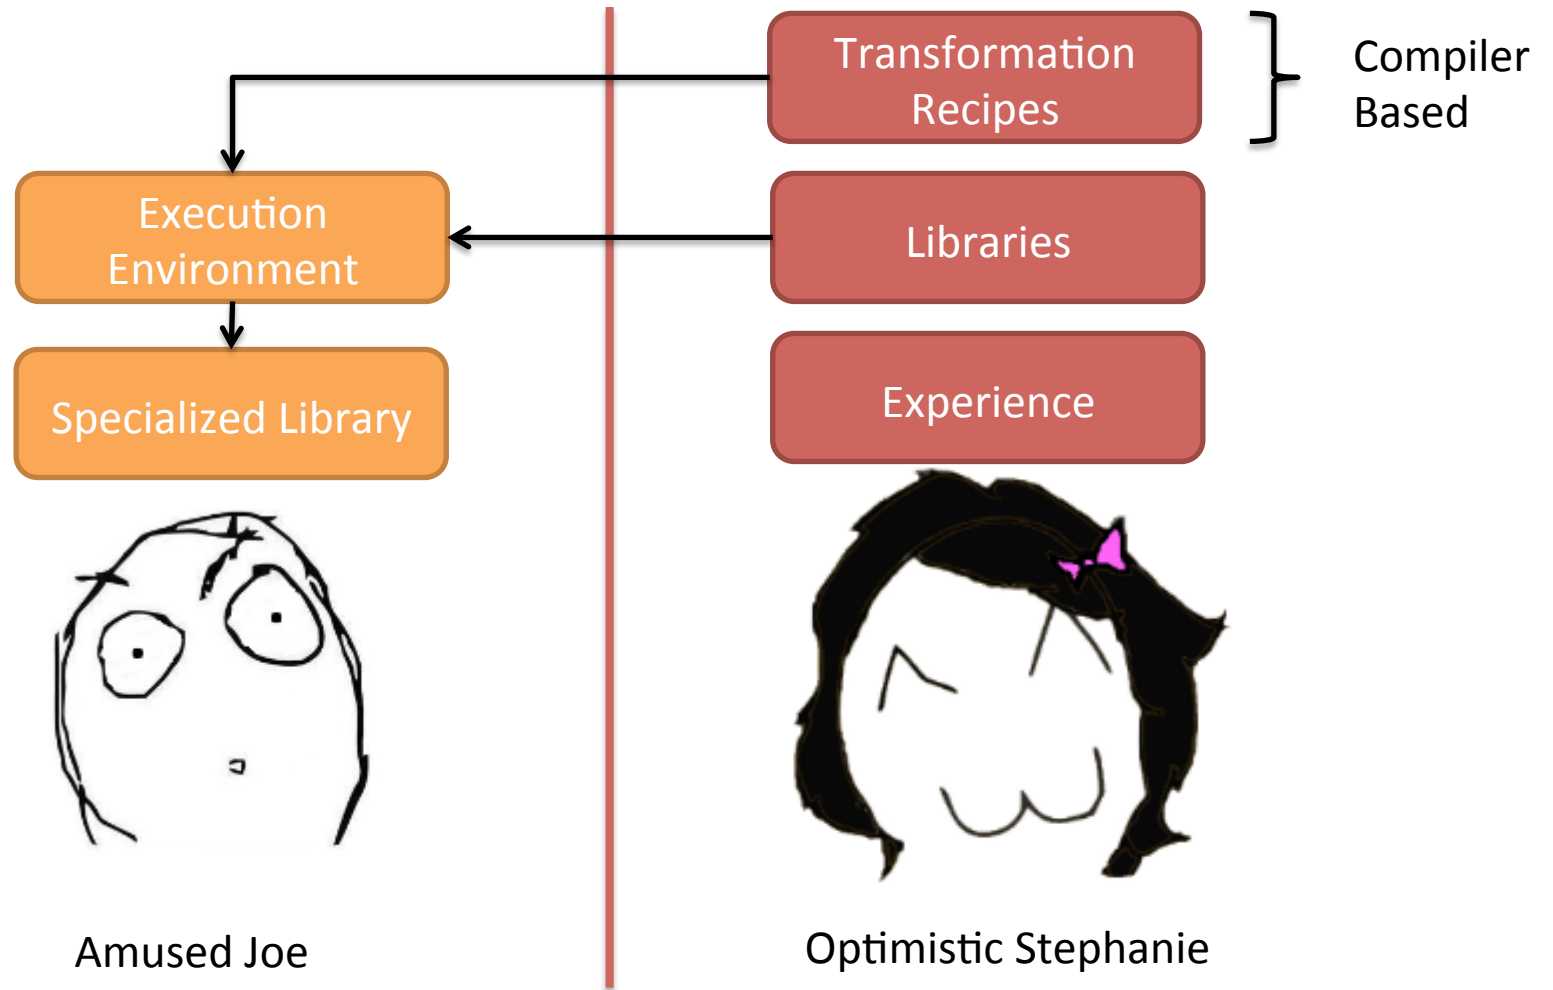 Transformation
Recipes
Compiler
Based
Execution
Environment
Libraries
Specialized Library
Experience
Amused Joe
Optimistic Stephanie